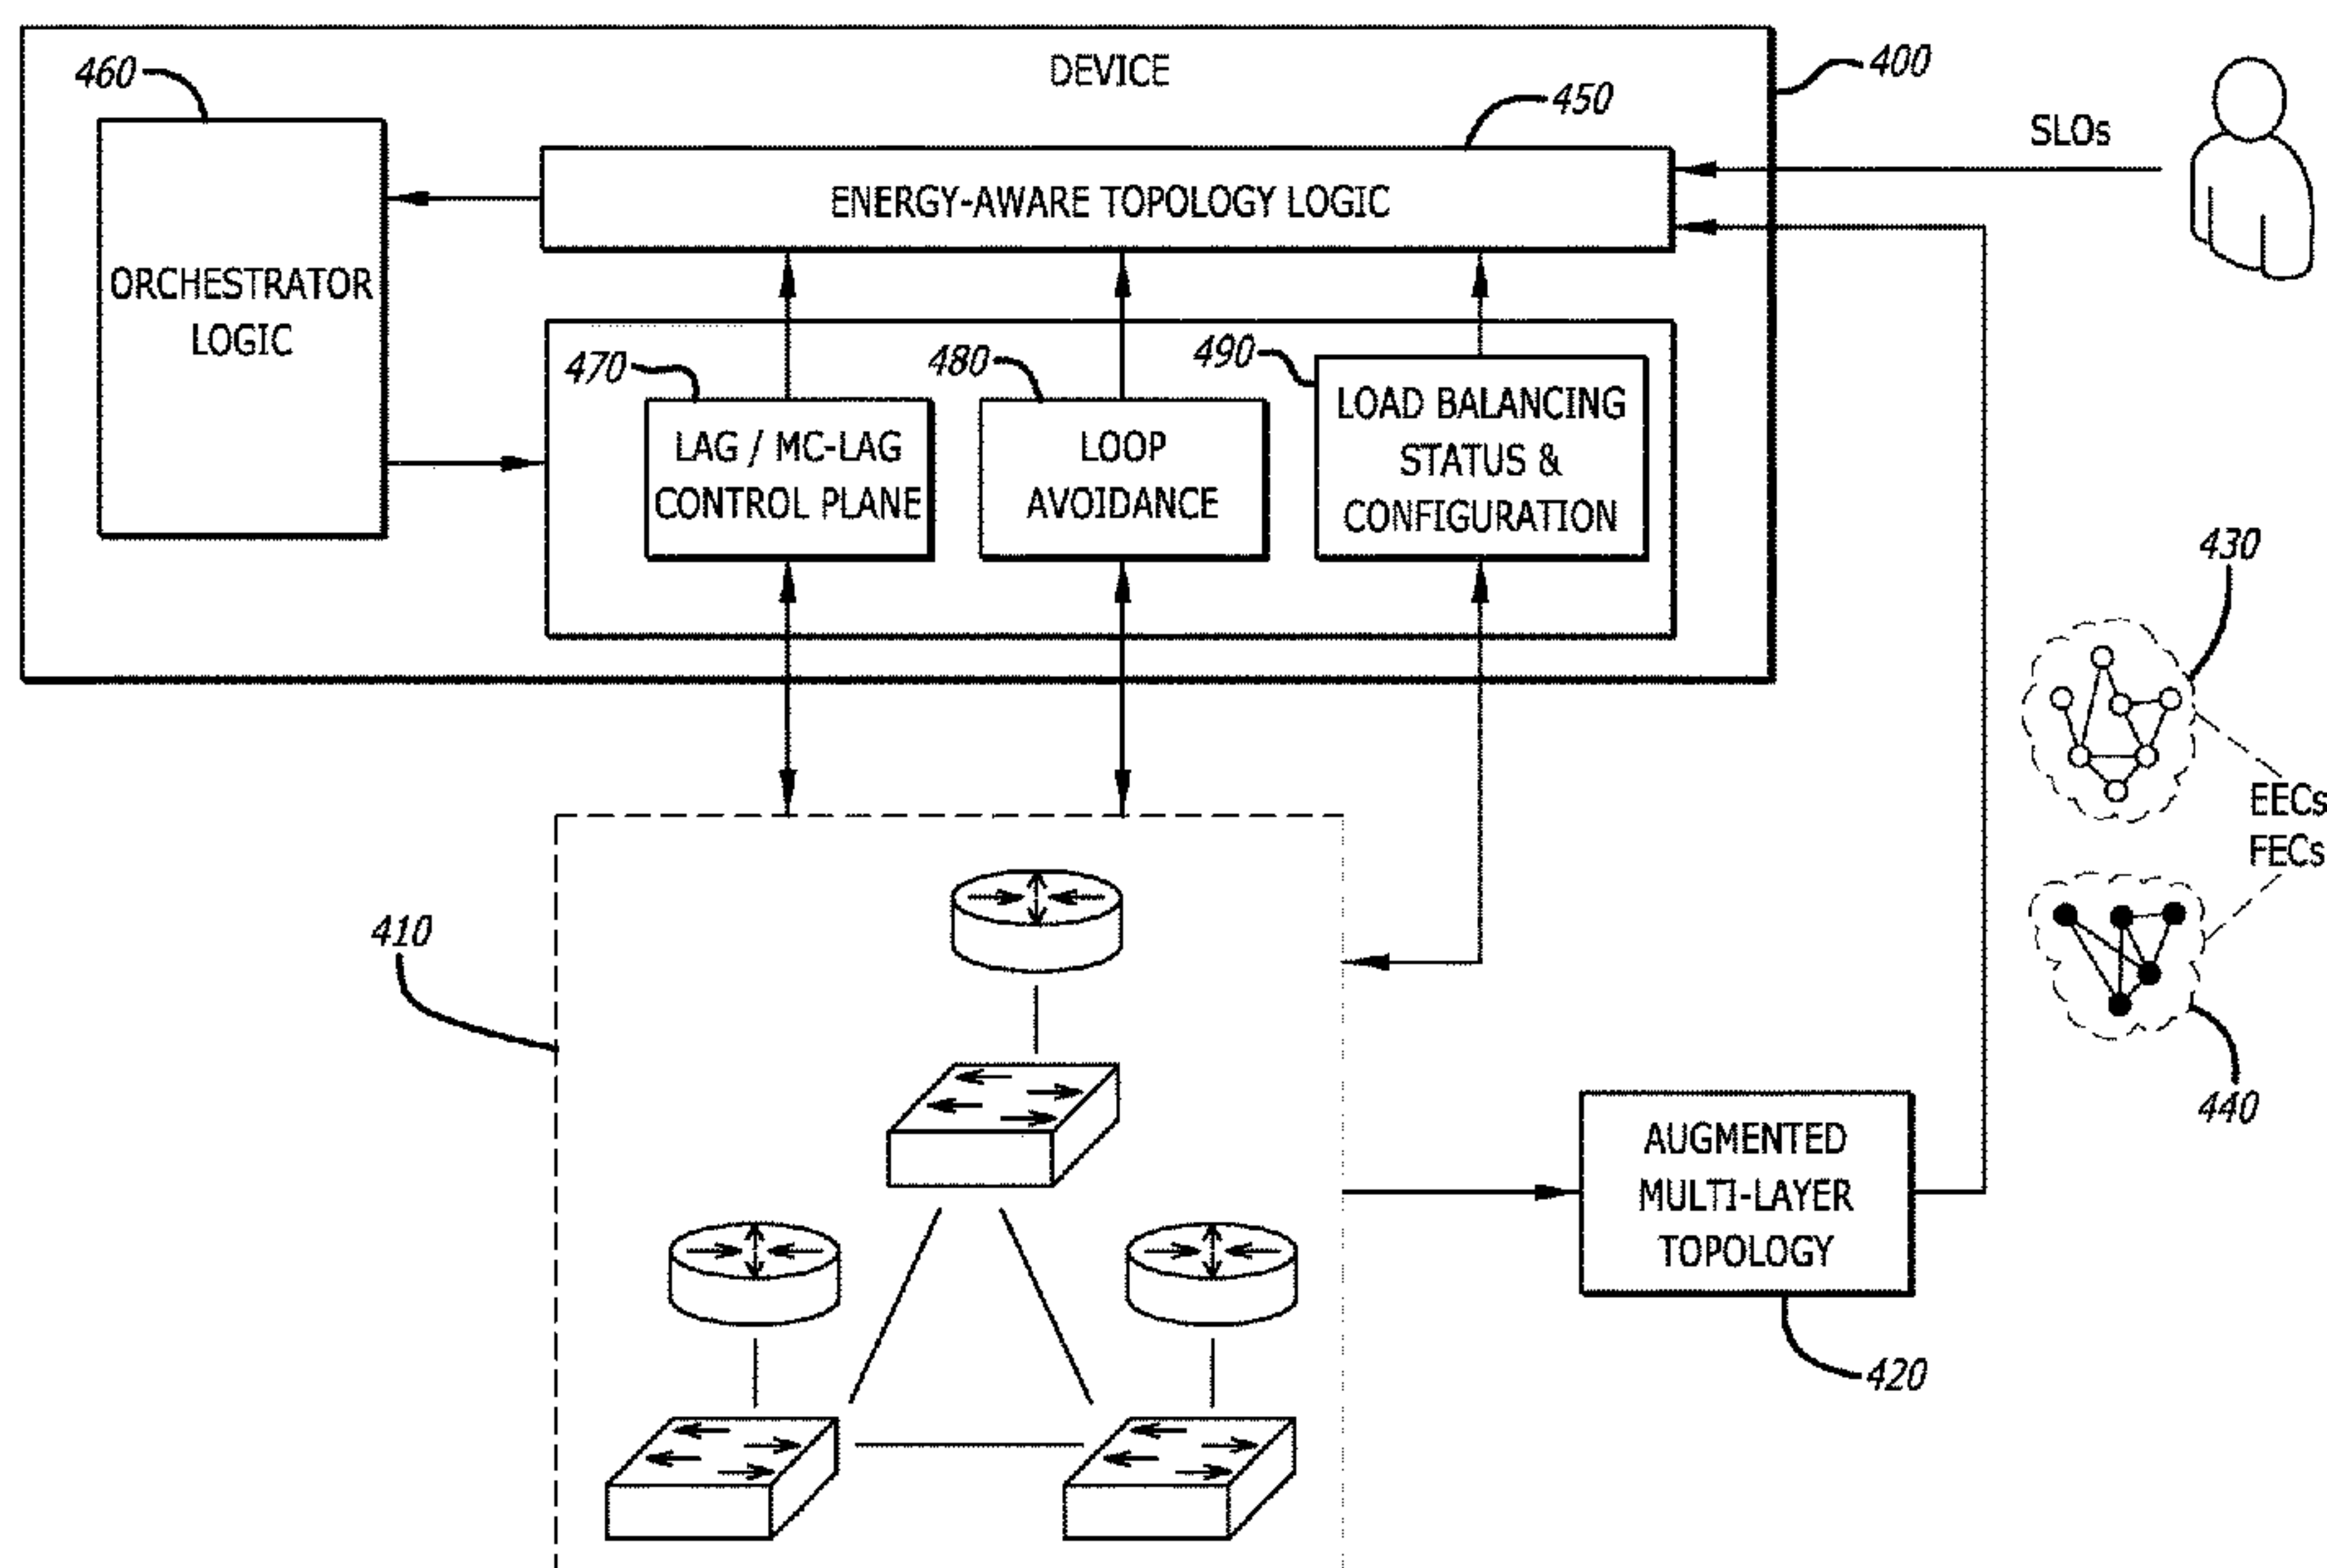 DEVICE
400
460
450
SLOs
ENERGY-AWARE TOPOLOGY LOGIC
ORCHESTRATOR
LOGIC
470
480
490
LAG / MC-LAG
CONTROL PLANE
LOOP
AVOIDANCE
LOAD BALANCING
STATUS &
CONFIGURATION
430
EECs
FECs
440
410
AUGMENTED
MULTI-LAYER
TOPOLOGY
420